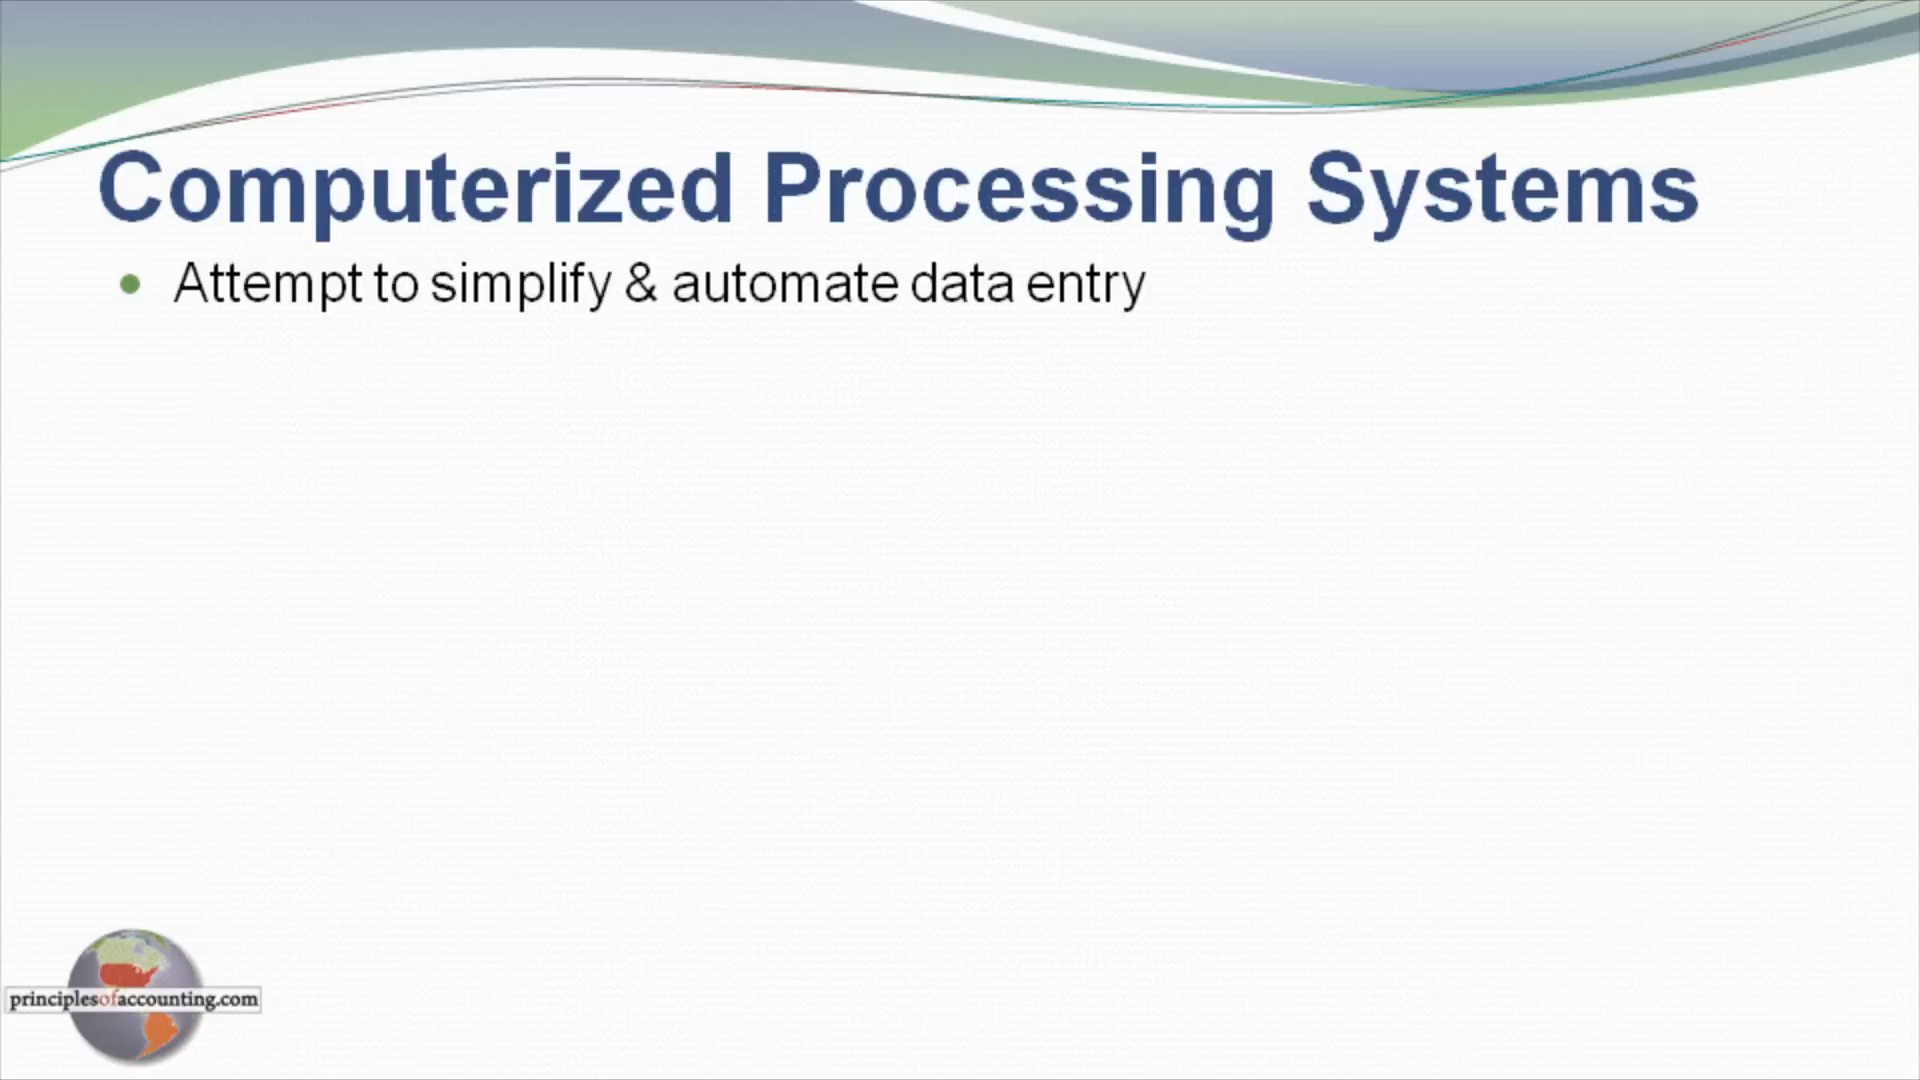 Computerized Processing Systems
Attempt to simplify & automate data entry
principlesofaccounting.com